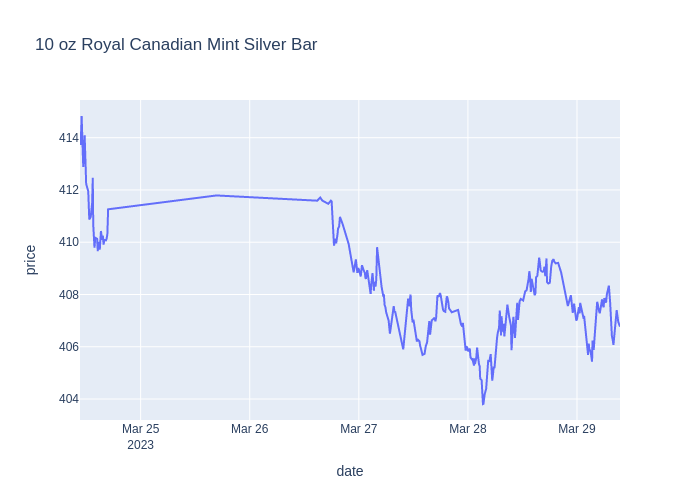 10 oz Royal Canadian Mint Silver Bar
414
412
410
408
406
404
price
Mar 25
2023
Mar 26
Mar 27
Mar 28
Mar 29
date